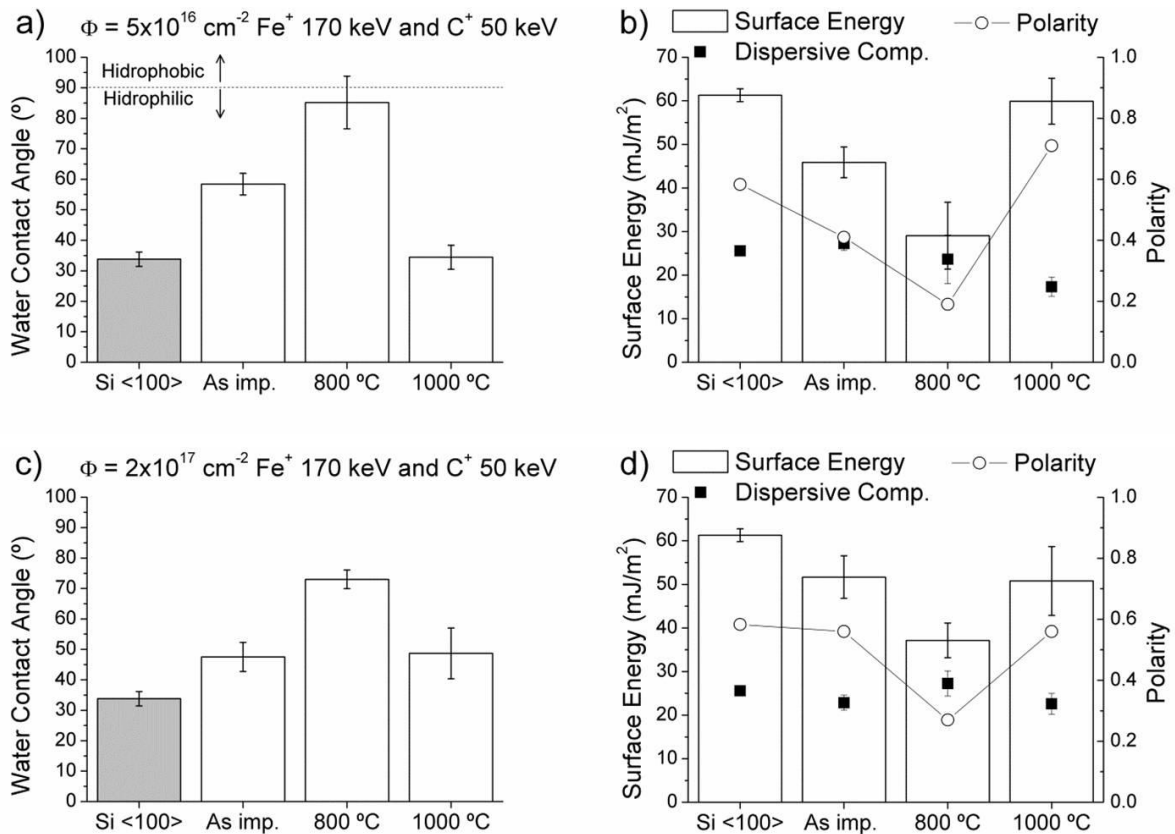 a) Φ = 5x10¹⁶ cm⁻² Fe⁺ 170 keV and C⁺ 50 keV
Water Contact Angle (º)
100
90
80
70
60
50
40
30
20
10
0
Hidrophobic
Hidrophilic
Si <100> As imp. 800 ºC 1000 ºC
b) Surface Energy Polarity
Dispersive Comp.
Surface Energy (mJ/m²)
70
60
50
40
30
20
10
0
1.0
0.8
0.6
0.4
0.2
0.0
Polarity
Si <100> As imp. 800 ºC 1000 ºC
c) Φ = 2x10¹⁷ cm⁻² Fe⁺ 170 keV and C⁺ 50 keV
Water Contact Angle (º)
100
90
80
70
60
50
40
30
20
10
0
Si <100> As imp. 800 ºC 1000 ºC
d) Surface Energy Polarity
Dispersive Comp.
Surface Energy (mJ/m²)
70
60
50
40
30
20
10
0
1.0
0.8
0.6
0.4
0.2
0.0
Polarity
Si <100> As imp. 800 ºC 1000 ºC